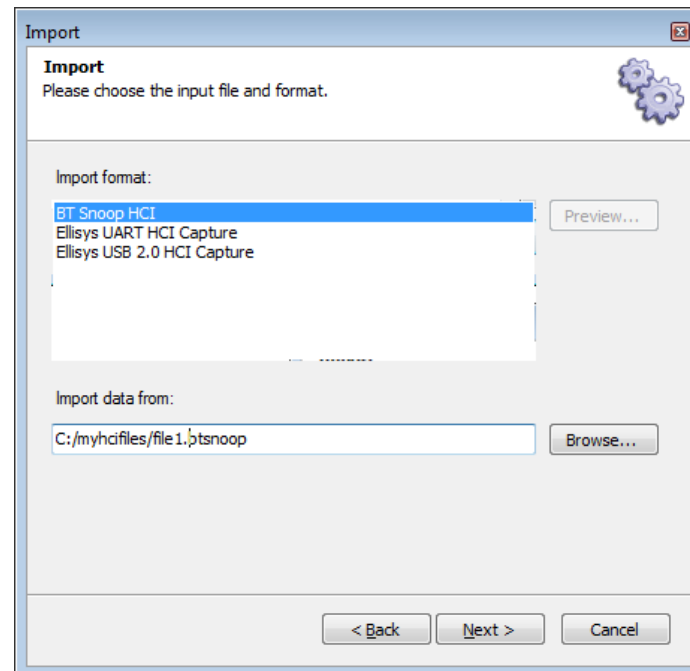 Import
Import
Please choose the input file and format.
Import format:
BT Snoop HCI
Preview...
Ellisys UART HCI Capture
Ellisys USB 2.0 HCI Capture
Import data from:
C:/myhcifiles/file1.btsnoop
Browse...
< Back
Next >
Cancel